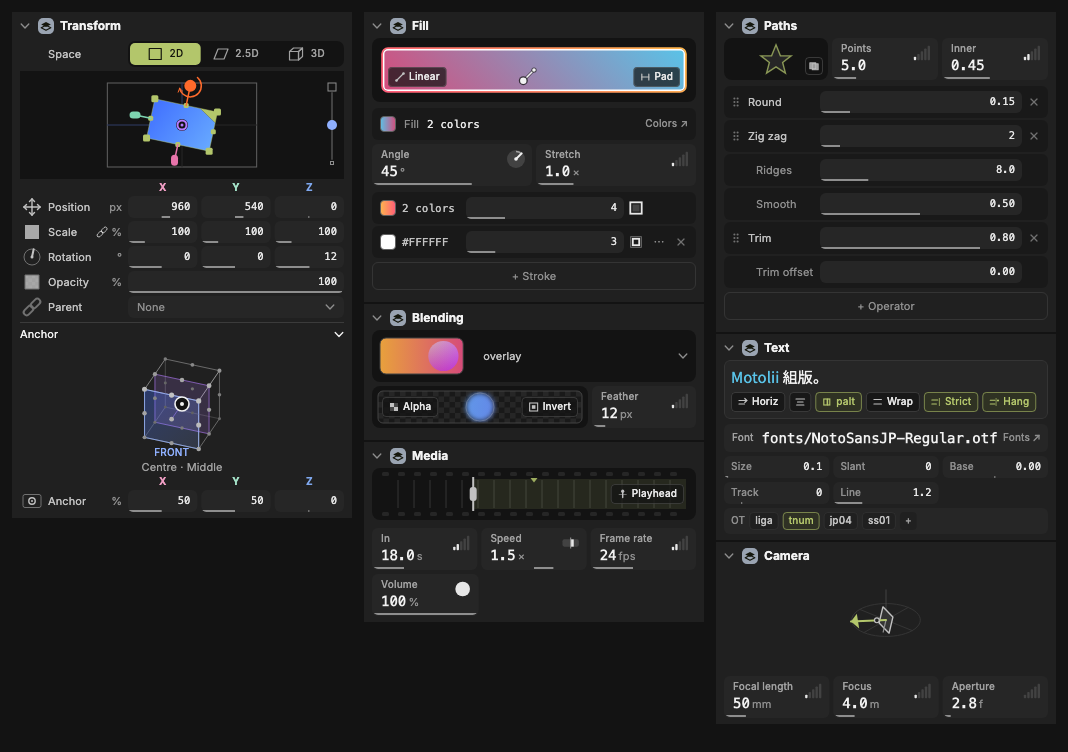 Transform
Space
2D
2.5D
3D
X
Y
Z
Position
px
960
540
0
Scale
%
100
100
100
Rotation
°
0
0
12
Opacity
%
100
Parent
None
Anchor
FRONT
Centre · Middle
X
Y
Z
Anchor
%
50
50
0
Fill
Linear
Pad
Fill
2 colors
Colors ↗
Angle
45°
Stretch
1.0×
2 colors
4
#FFFFFF
3
···
×
+ Stroke
Blending
overlay
Alpha
Invert
Feather
12 px
Media
Playhead
In
18.0 s
Speed
1.5 ×
Frame rate
24 fps
Volume
100 %
Paths
Points
5.0
Inner
0.45
Round
0.15
×
Zig zag
2
×
Ridges
8.0
Smooth
0.50
Trim
0.80
×
Trim offset
0.00
+ Operator
Text
Motolii 組版。
Horiz
palt
Wrap
Strict
Hang
Font
fonts/NotoSansJP-Regular.otf
Fonts ↗
Size
0.1
Slant
0
Base
0.00
Track
0
Line
1.2
OT
liga
tnum
jp04
ss01
+
Camera
Focal length
50 mm
Focus
4.0 m
Aperture
2.8 f